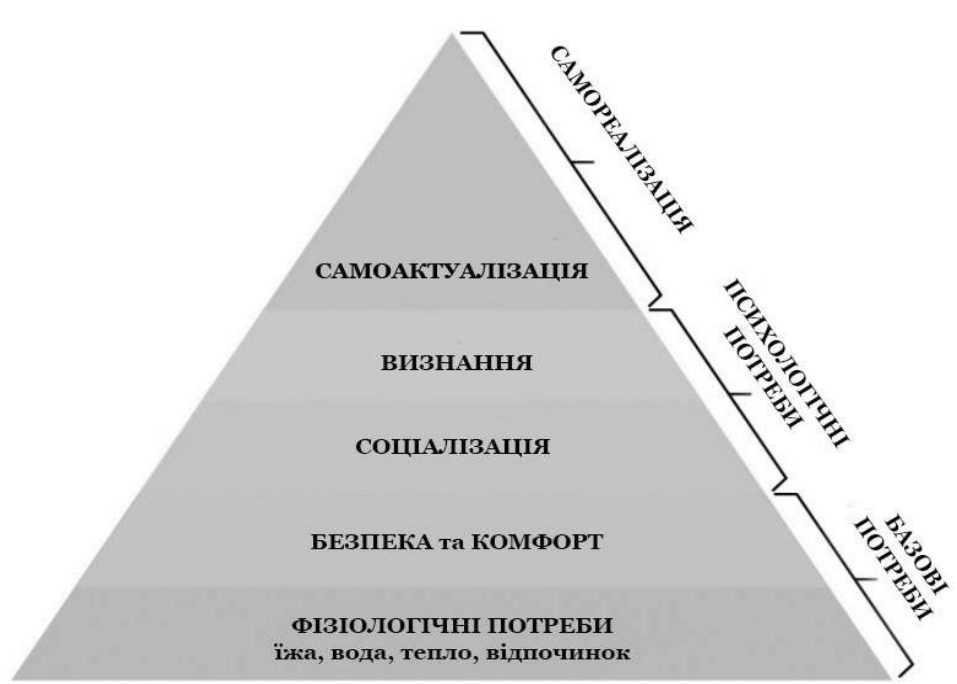 САМОРЕАЛІЗАЦІЯ
САМОАКТУАЛІЗАЦІЯ
ПСИХОЛОГІЧНІ
ПОТРЕБИ
ВИЗНАННЯ
СОЦІАЛІЗАЦІЯ
БЕЗПЕКА та КОМФОРТ
БАЗОВІ
ПОТРЕБИ
ФІЗІОЛОГІЧНІ ПОТРЕБИ
їжа, вода, тепло, відпочинок